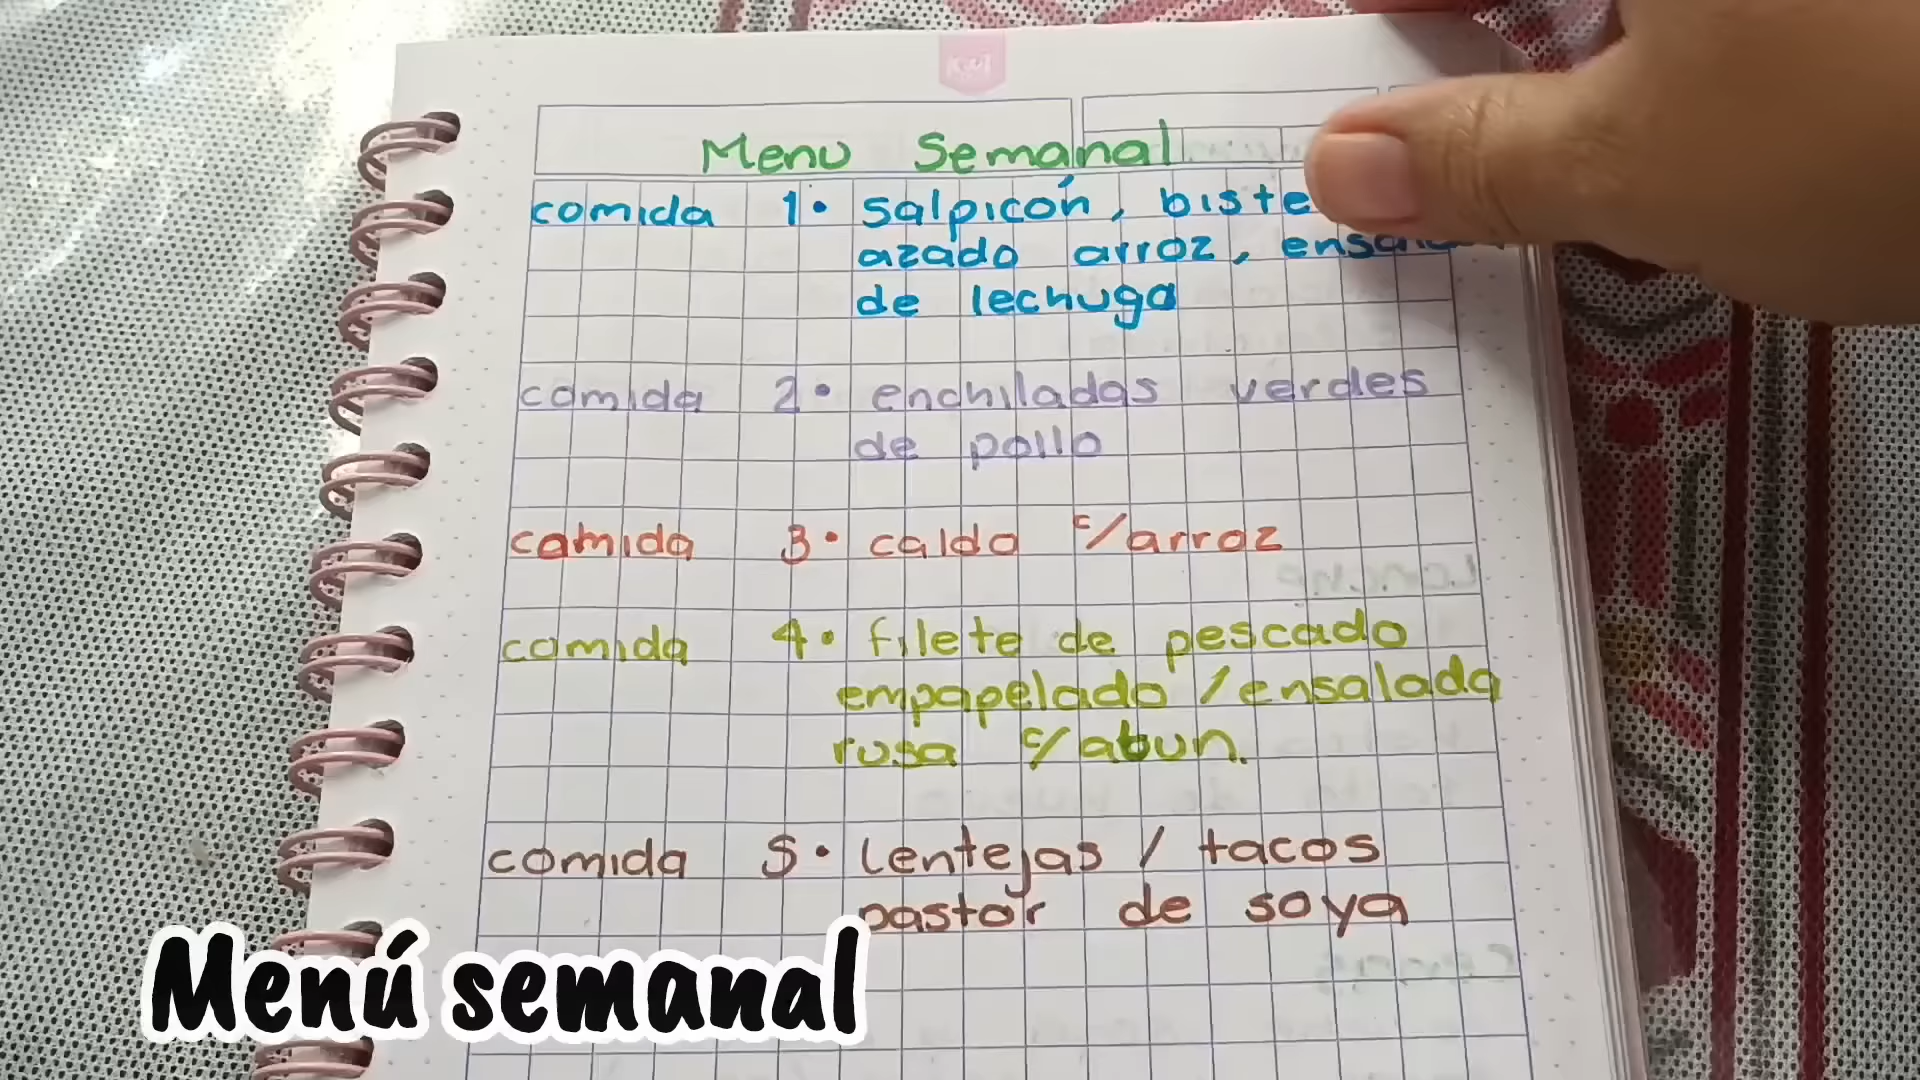 Menu Semanal
comida 1. salpicón, biste
azado arroz, ensala
de lechuga
comida 2. enchiladas verdes
de pollo
comida 3. caldo c/arroz
comida 4. filete de pescado
empapelado / ensalada
rusa c/atun.
comida 5. lentejas / tacos
pastor de soya
Menú semanal